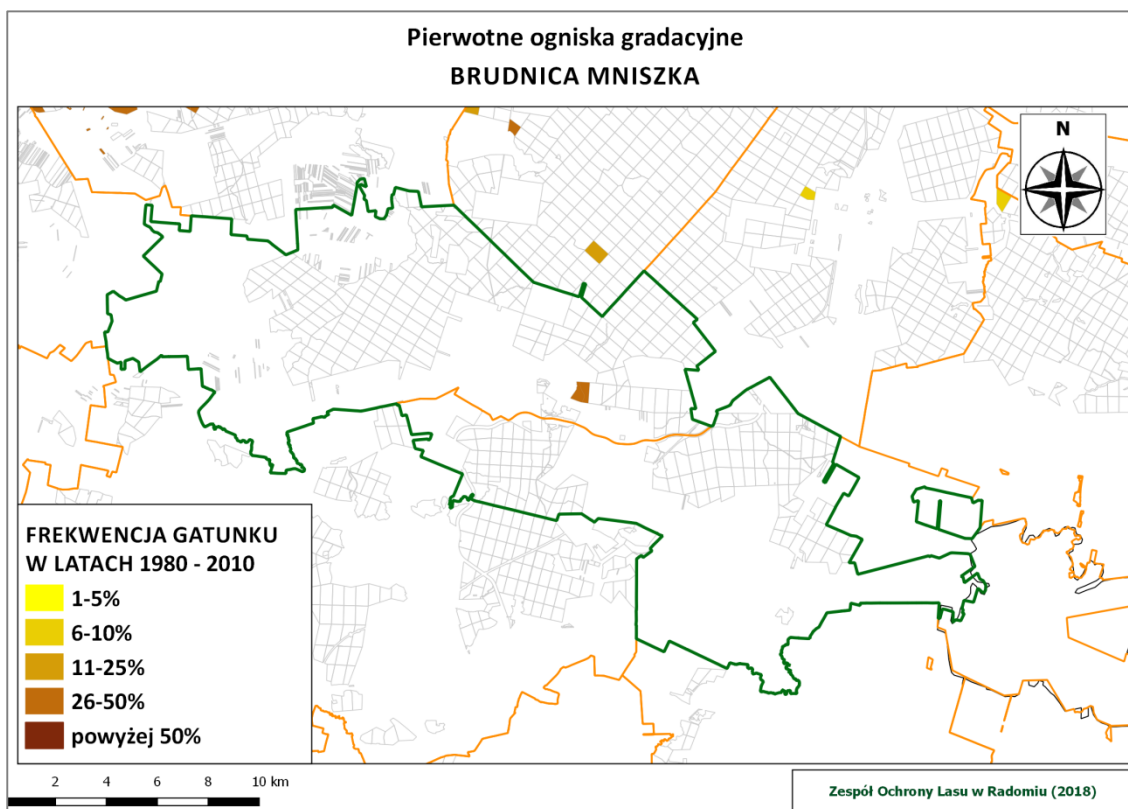 Pierwotne ogniska gradacyjne
BRUDNICA MNISZKA
N
FREKWENCJA GATUNKU
W LATACH 1980 - 2010
1-5%
6-10%
11-25%
26-50%
powyżej 50%
2 4 6 8 10 km
Zespół Ochrony Lasu w Radomiu (2018)